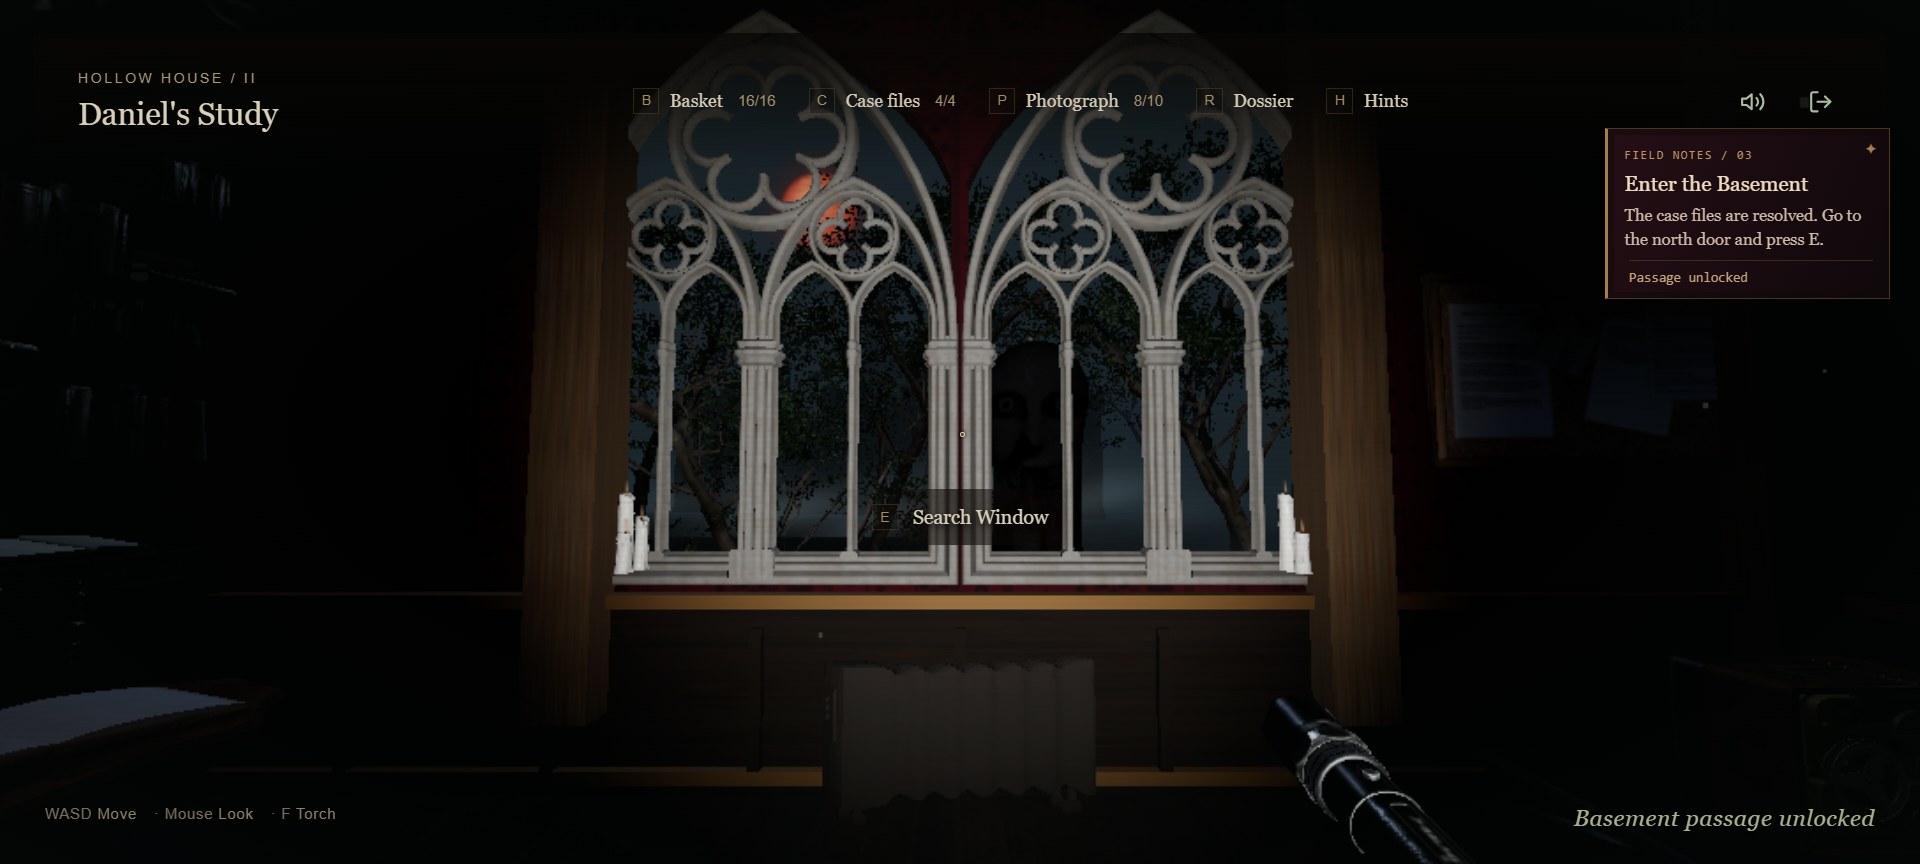 HOLLOW HOUSE / II
Daniel's Study
B Basket 16/16 C Case files 4/4 P Photograph 8/10 R Dossier H Hints
FIELD NOTES / 03
Enter the Basement
The case files are resolved. Go to
the north door and press E.
Passage unlocked
E Search Window
WASD Move · Mouse Look · F Torch
Basement passage unlocked